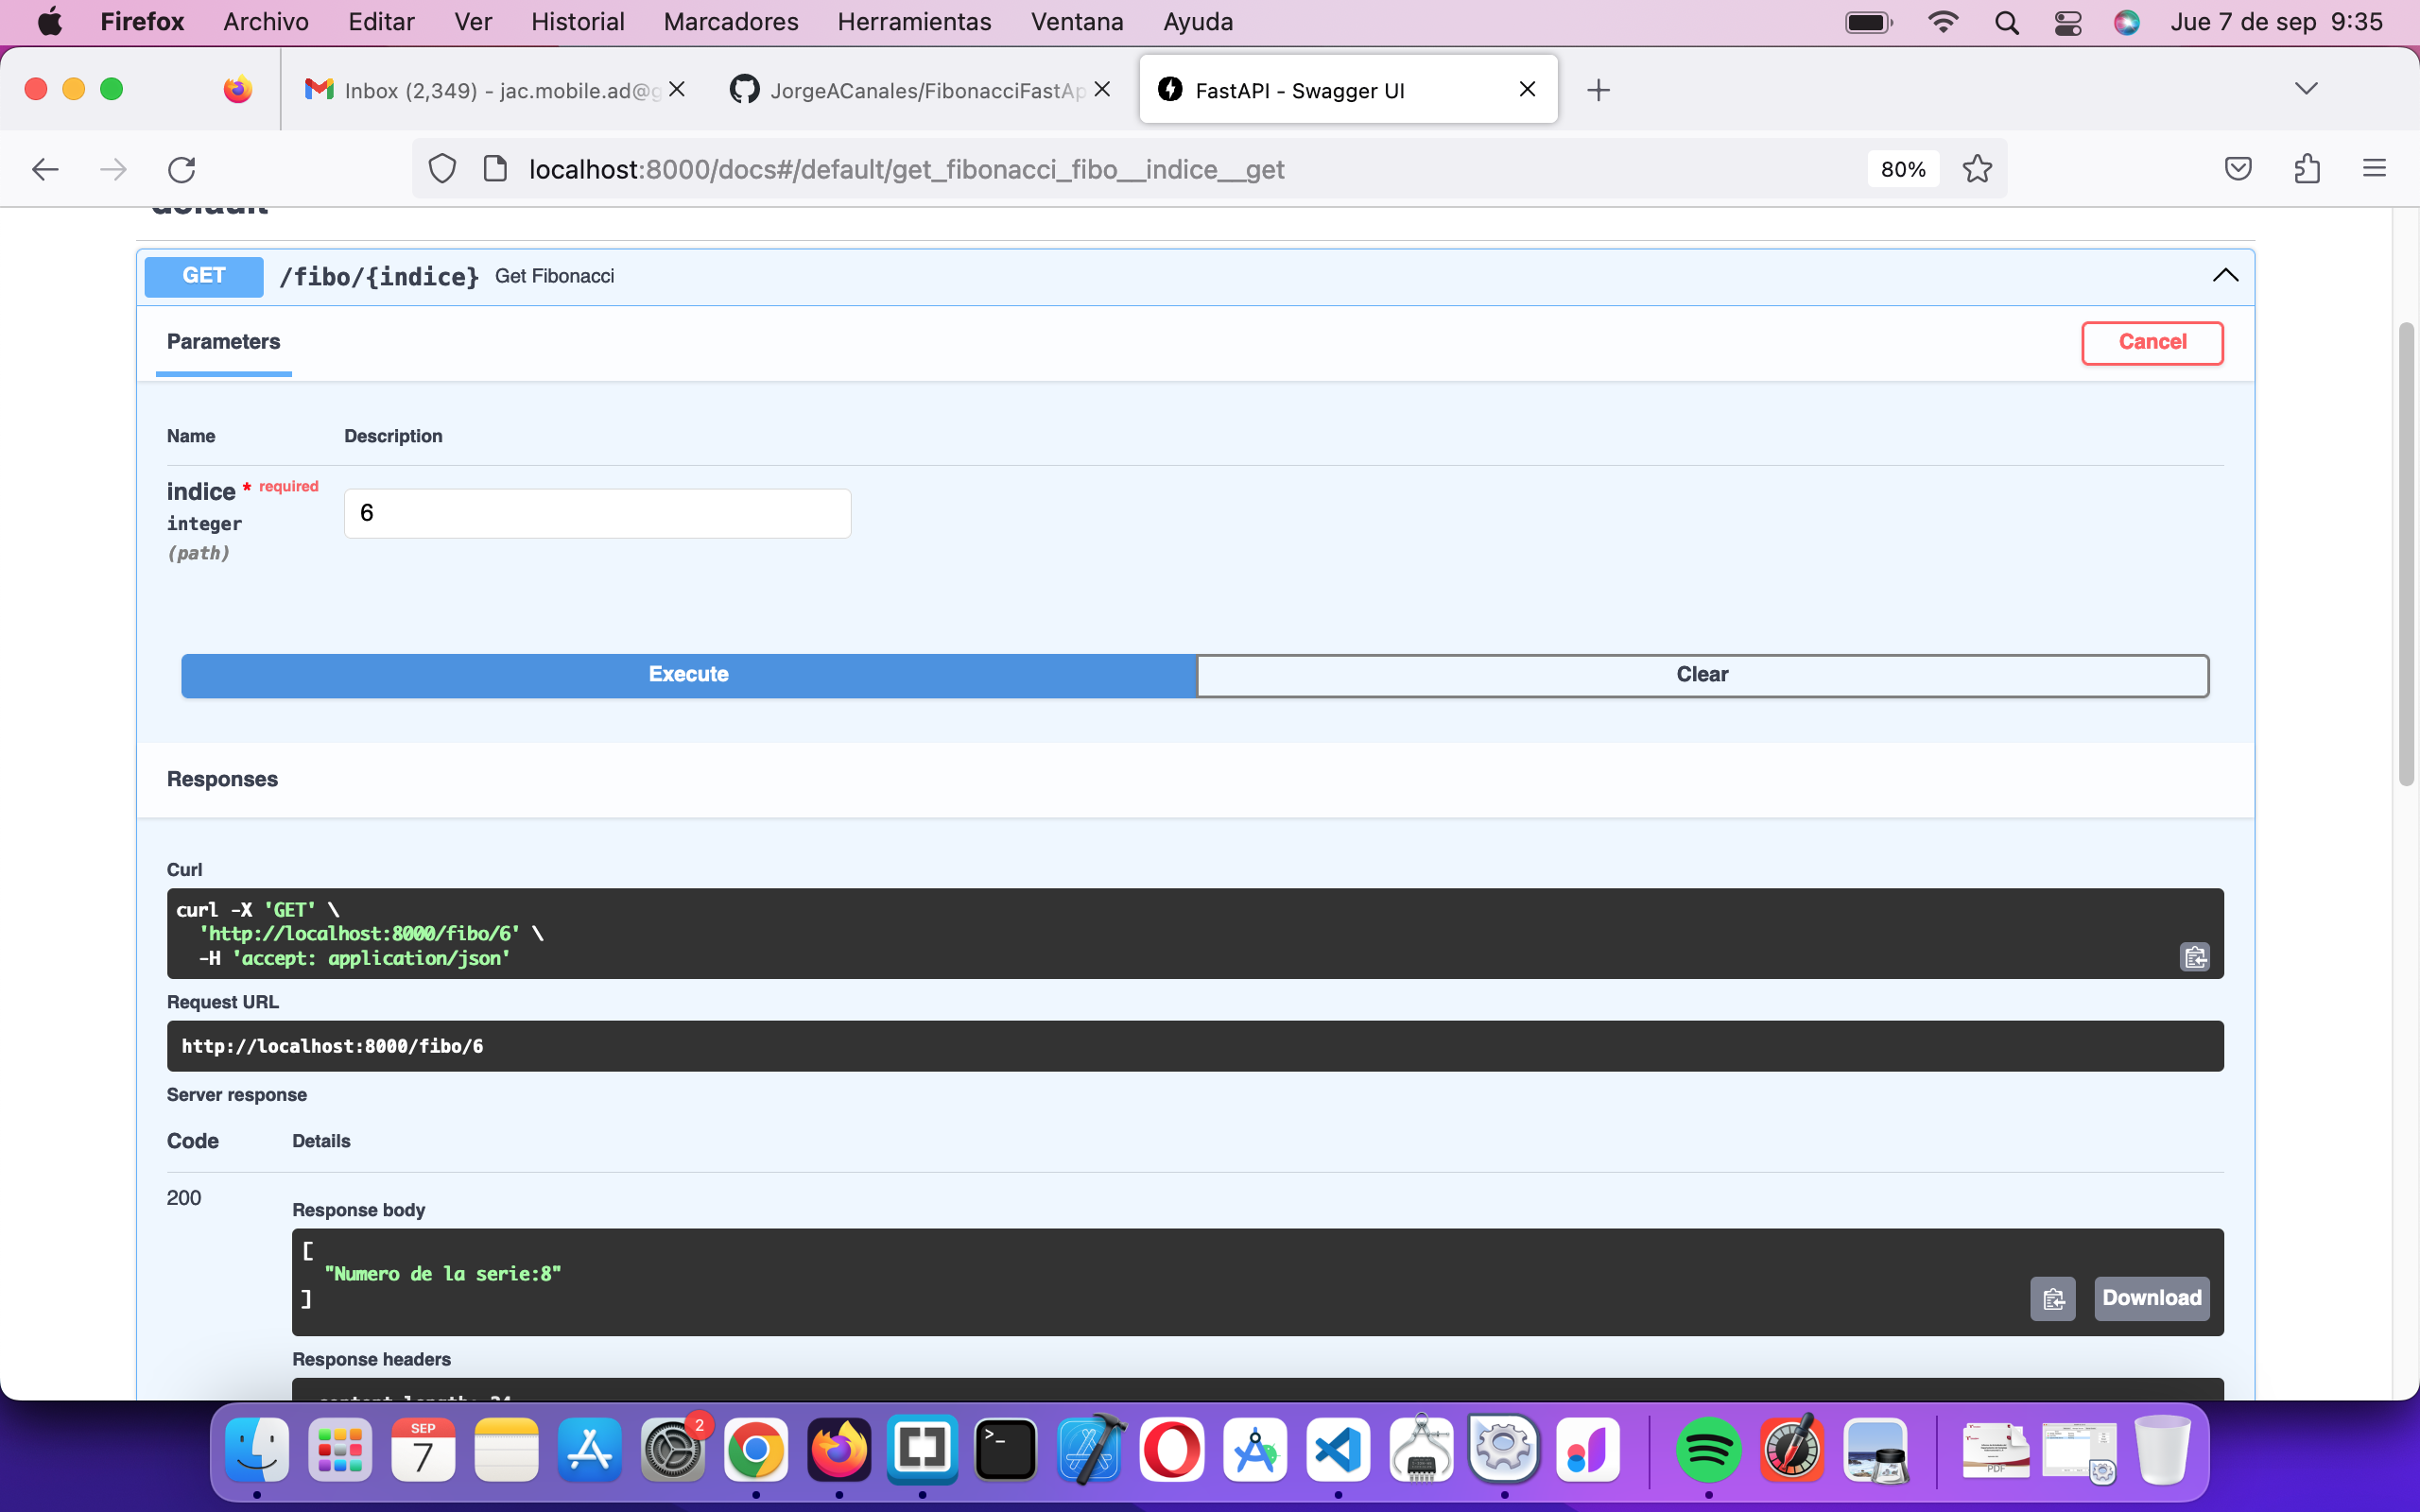 Firefox Archivo Editar Ver Historial Marcadores Herramientas Ventana Ayuda Jue 7 de sep 9:35
Inbox (2,349) - jac.mobile.ad@g JorgeACanales/FibonacciFastAp FastAPI - Swagger UI
localhost:8000/docs#/default/get_fibonacci_fibo__indice__get 80%
default
GET /fibo/{indice} Get Fibonacci
Parameters Cancel
Name Description
indice * required
integer
(path)
6
Execute Clear
Responses
Curl
curl -X 'GET' \
'http://localhost:8000/fibo/6' \
-H 'accept: application/json'
Request URL
http://localhost:8000/fibo/6
Server response
Code Details
200
Response body
[
"Numero de la serie:8"
]
Download
Response headers
SEP
7
2
PDF